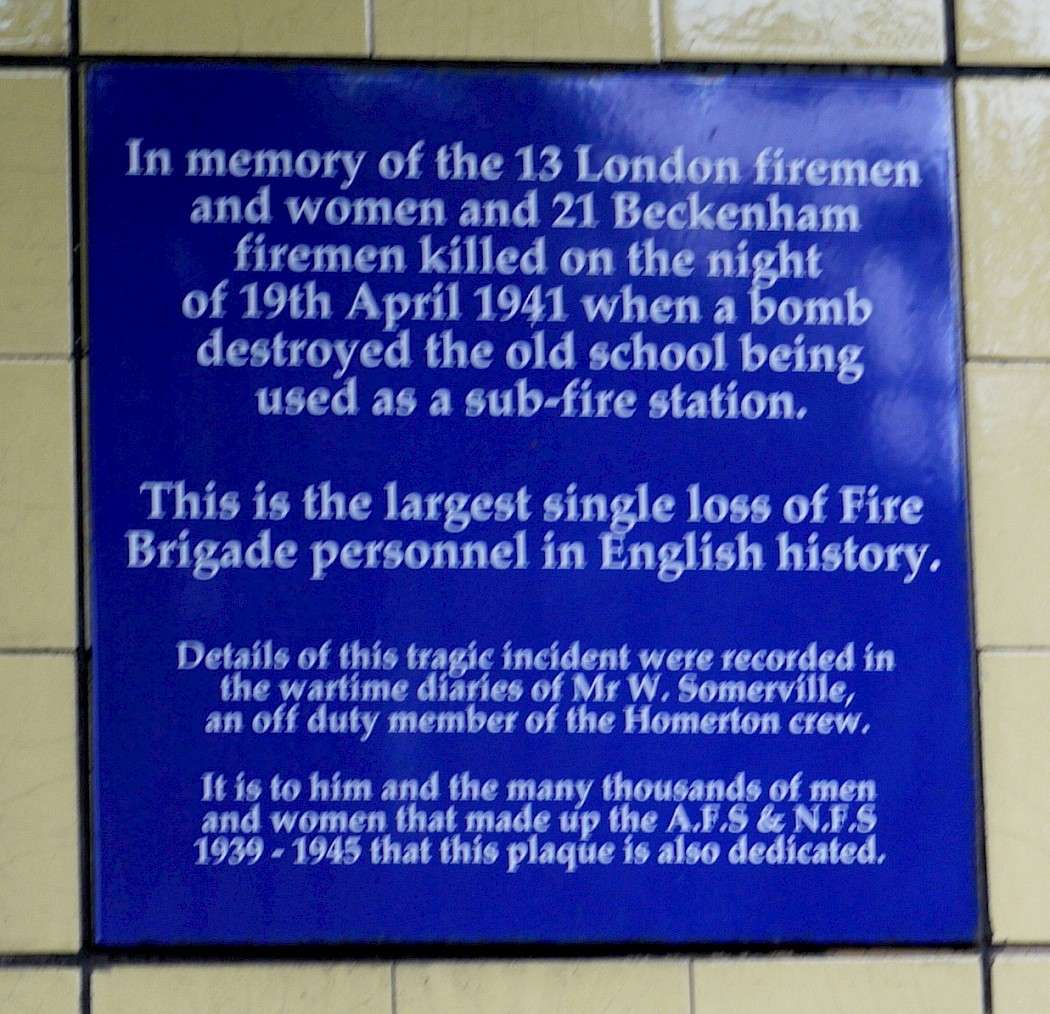 In memory of the 13 London firemen
and women and 21 Beckenham
firemen killed on the night
of 19th April 1941 when a bomb
destroyed the old school being
used as a sub-fire station.
This is the largest single loss of Fire
Brigade personnel in English history.
Details of this tragic incident were recorded in
the wartime diaries of Mr W. Somerville,
an off duty member of the Homerton crew.
It is to him and the many thousands of men
and women that made up the A.F.S & N.F.S
1939 - 1945 that this plaque is also dedicated.